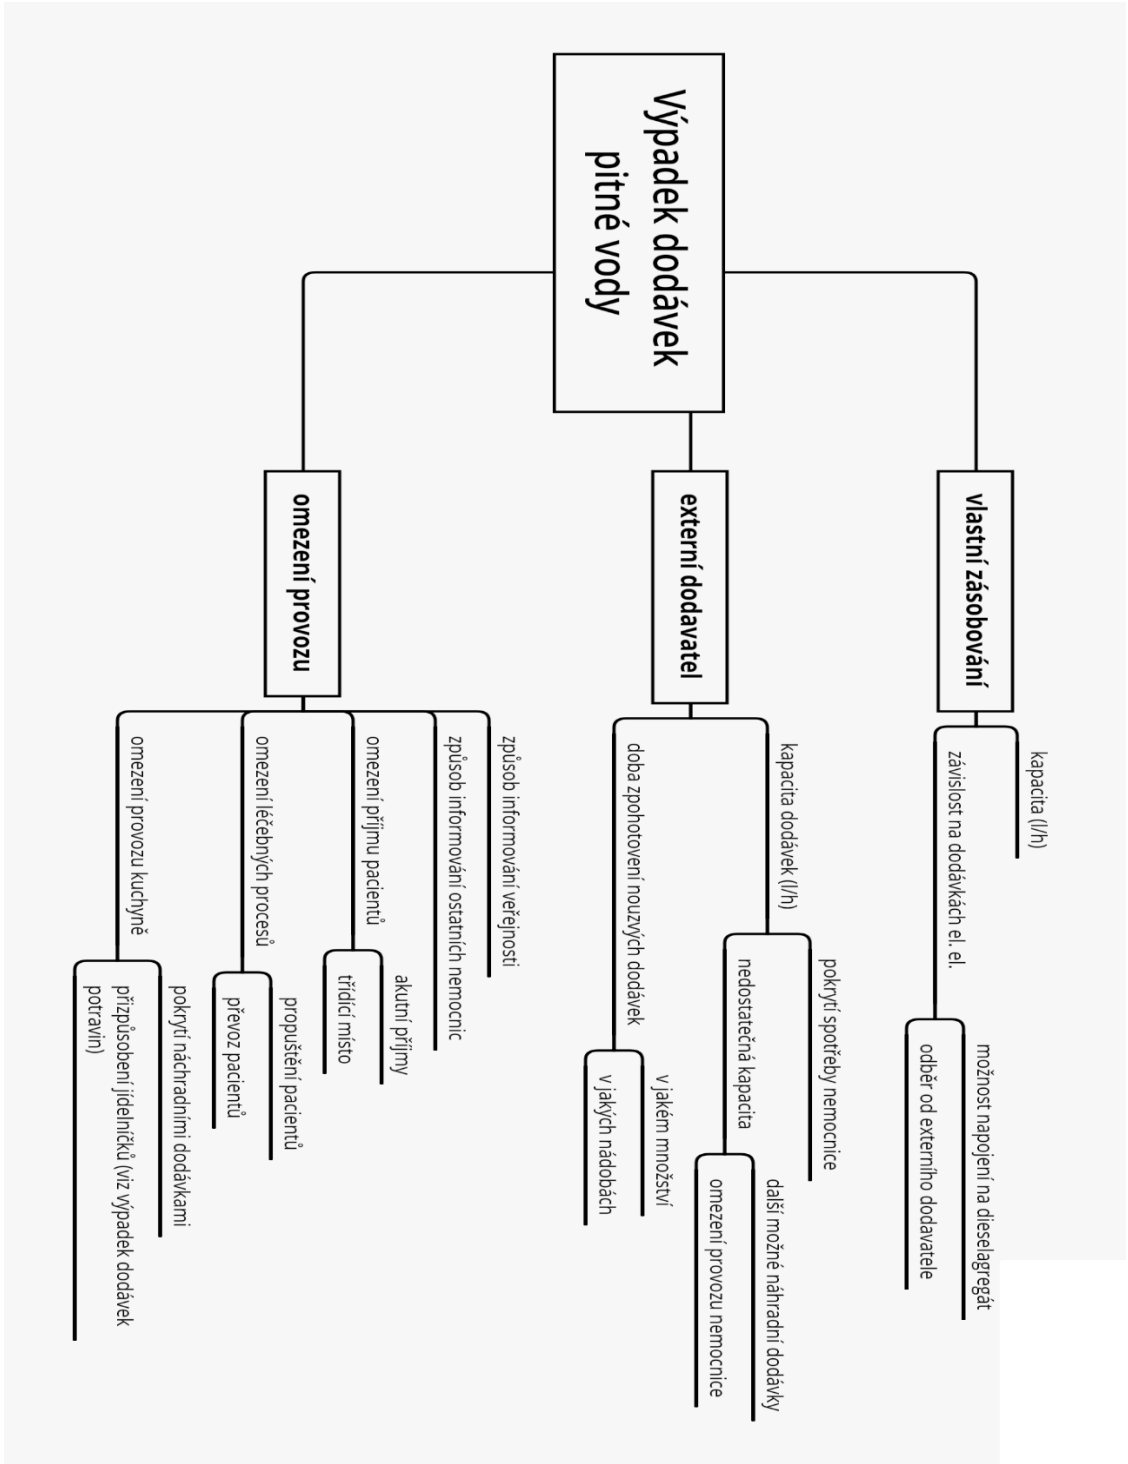 Výpadek dodávek
pitné vody
vlastní zásobování
kapacita (l/h)
závislost na dodávkách el. el.
možnost napojení na dieselagregát
odběr od externího dodavatele
externí dodavatel
kapacita dodávek (l/h)
pokrytí spotřeby nemocnice
nedostatečná kapacita
další možné náhradní dodávky
omezení provozu nemocnice
doba zpohotovení nouzvých dodávek
v jakém množství
v jakých nádobách
omezení provozu
způsob informování veřejnosti
způsob informování ostatních nemocnic
omezení příjmu pacientů
akutní příjmy
třídící místo
omezení léčebných procesů
propuštění pacientů
převoz pacientů
omezení provozu kuchyně
pokrytí náchradními dodávkami
přizpůsobení jídelníčků (viz výpadek dodávek
potravin)